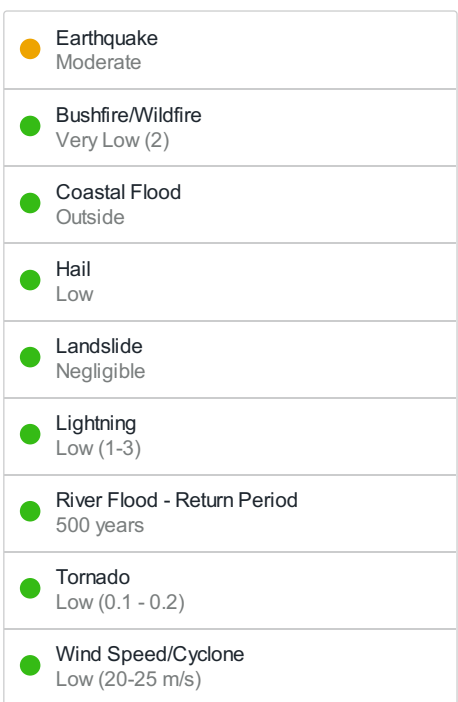 Earthquake
Moderate
Bushfire/Wildfire
Very Low (2)
Coastal Flood
Outside
Hail
Low
Landslide
Negligible
Lightning
Low (1-3)
River Flood - Return Period
500 years
Tornado
Low (0.1 - 0.2)
Wind Speed/Cyclone
Low (20-25 m/s)